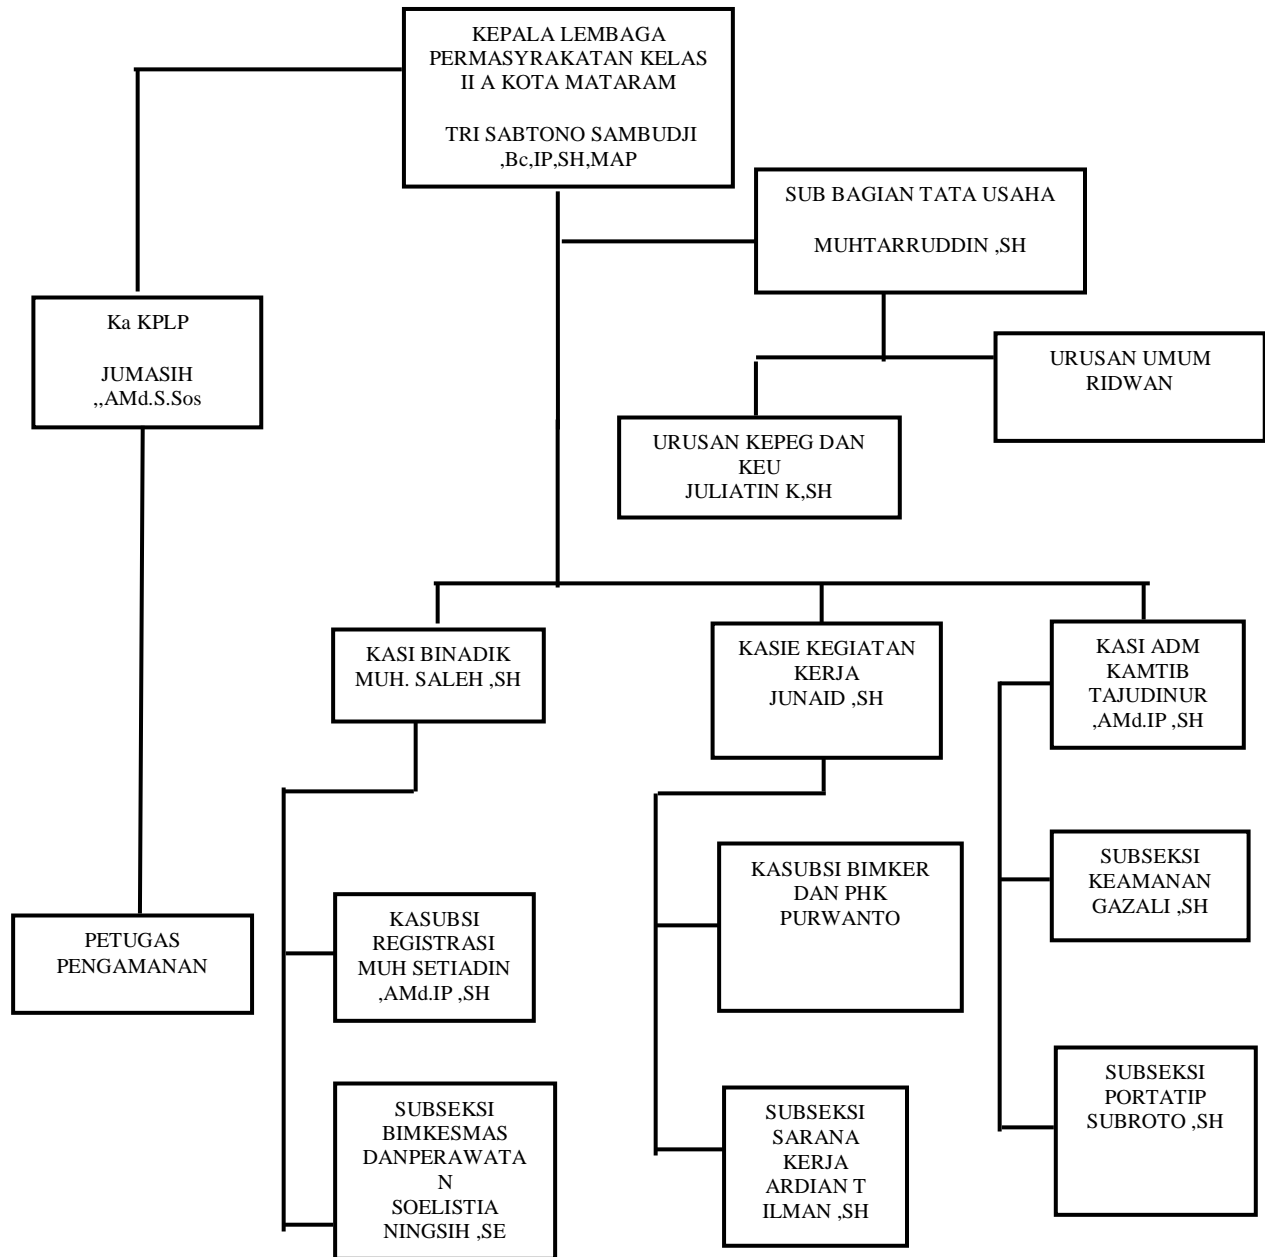 KEPALA LEMBAGA
PERMASYRAKATAN KELAS
II A KOTA MATARAM
TRI SABTONO SAMBUDJI
,Bc,IP,SH,MAP
SUB BAGIAN TATA USAHA
MUHTARRUDDIN ,SH
Ka KPLP
JUMASIH
,,AMd.S.Sos
URUSAN UMUM
RIDWAN
URUSAN KEPEG DAN
KEU
JULIATIN K,SH
KASI BINADIK
MUH. SALEH ,SH
KASIE KEGIATAN
KERJA
JUNAID ,SH
KASI ADM
KAMTIB
TAJUDINUR
,AMd.IP ,SH
PETUGAS
PENGAMANAN
KASUBSI
REGISTRASI
MUH SETIADIN
,AMd.IP ,SH
KASUBSI BIMKER
DAN PHK
PURWANTO
SUBSEKSI
KEAMANAN
GAZALI ,SH
SUBSEKSI
BIMKESMAS
DANPERAWATA
N
SOELISTIA
NINGSIH ,SE
SUBSEKSI
SARANA
KERJA
ARDIAN T
ILMAN ,SH
SUBSEKSI
PORTATIP
SUBROTO ,SH